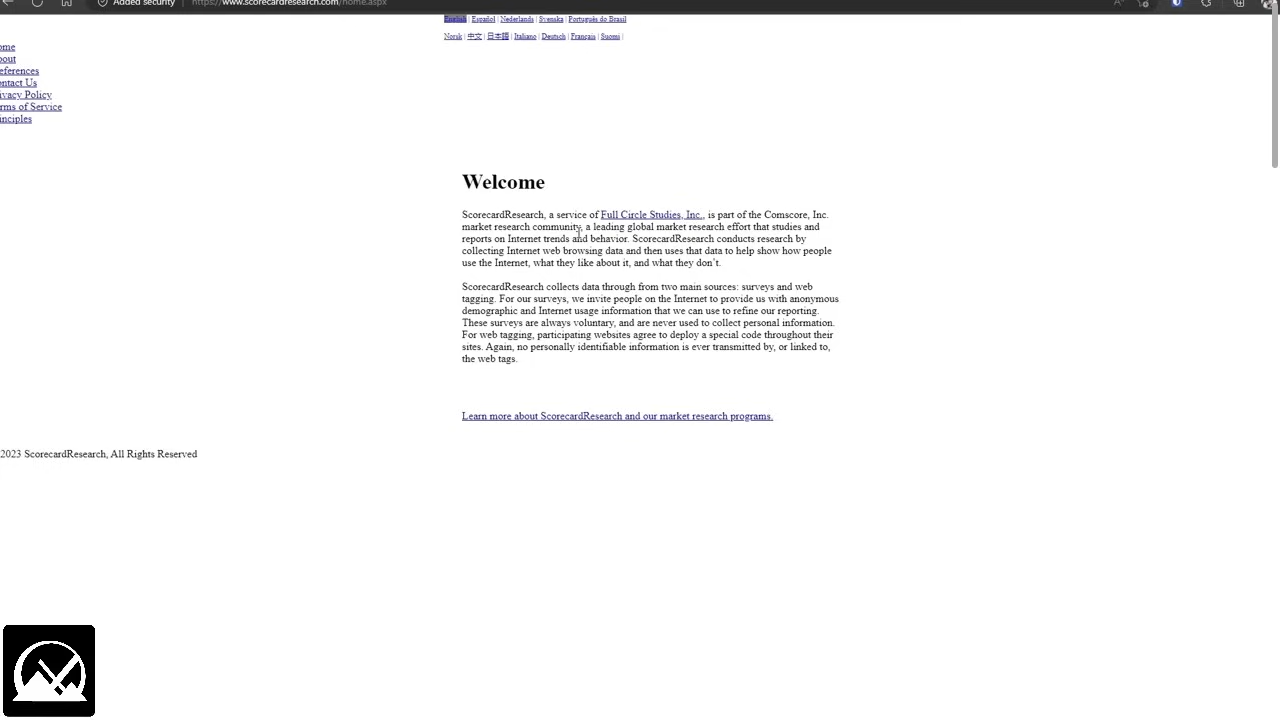 Added security
https://www.scorecardresearch.com/home.aspx
English | Español | Nederlands | Svenska | Português do Brasil
Norsk | 中文 | 日本語 | Italiano | Deutsch | Français | Suomi |
ome
bout
eferences
ontact Us
ivacy Policy
rms of Service
inciples
Welcome
ScorecardResearch, a service of Full Circle Studies, Inc., is part of the Comscore, Inc.
market research community, a leading global market research effort that studies and
reports on Internet trends and behavior. ScorecardResearch conducts research by
collecting Internet web browsing data and then uses that data to help show how people
use the Internet, what they like about it, and what they don't.
ScorecardResearch collects data through from two main sources: surveys and web
tagging. For our surveys, we invite people on the Internet to provide us with anonymous
demographic and Internet usage information that we can use to refine our reporting.
These surveys are always voluntary, and are never used to collect personal information.
For web tagging, participating websites agree to deploy a special code throughout their
sites. Again, no personally identifiable information is ever transmitted by, or linked to,
the web tags.
Learn more about ScorecardResearch and our market research programs.
2023 ScorecardResearch, All Rights Reserved